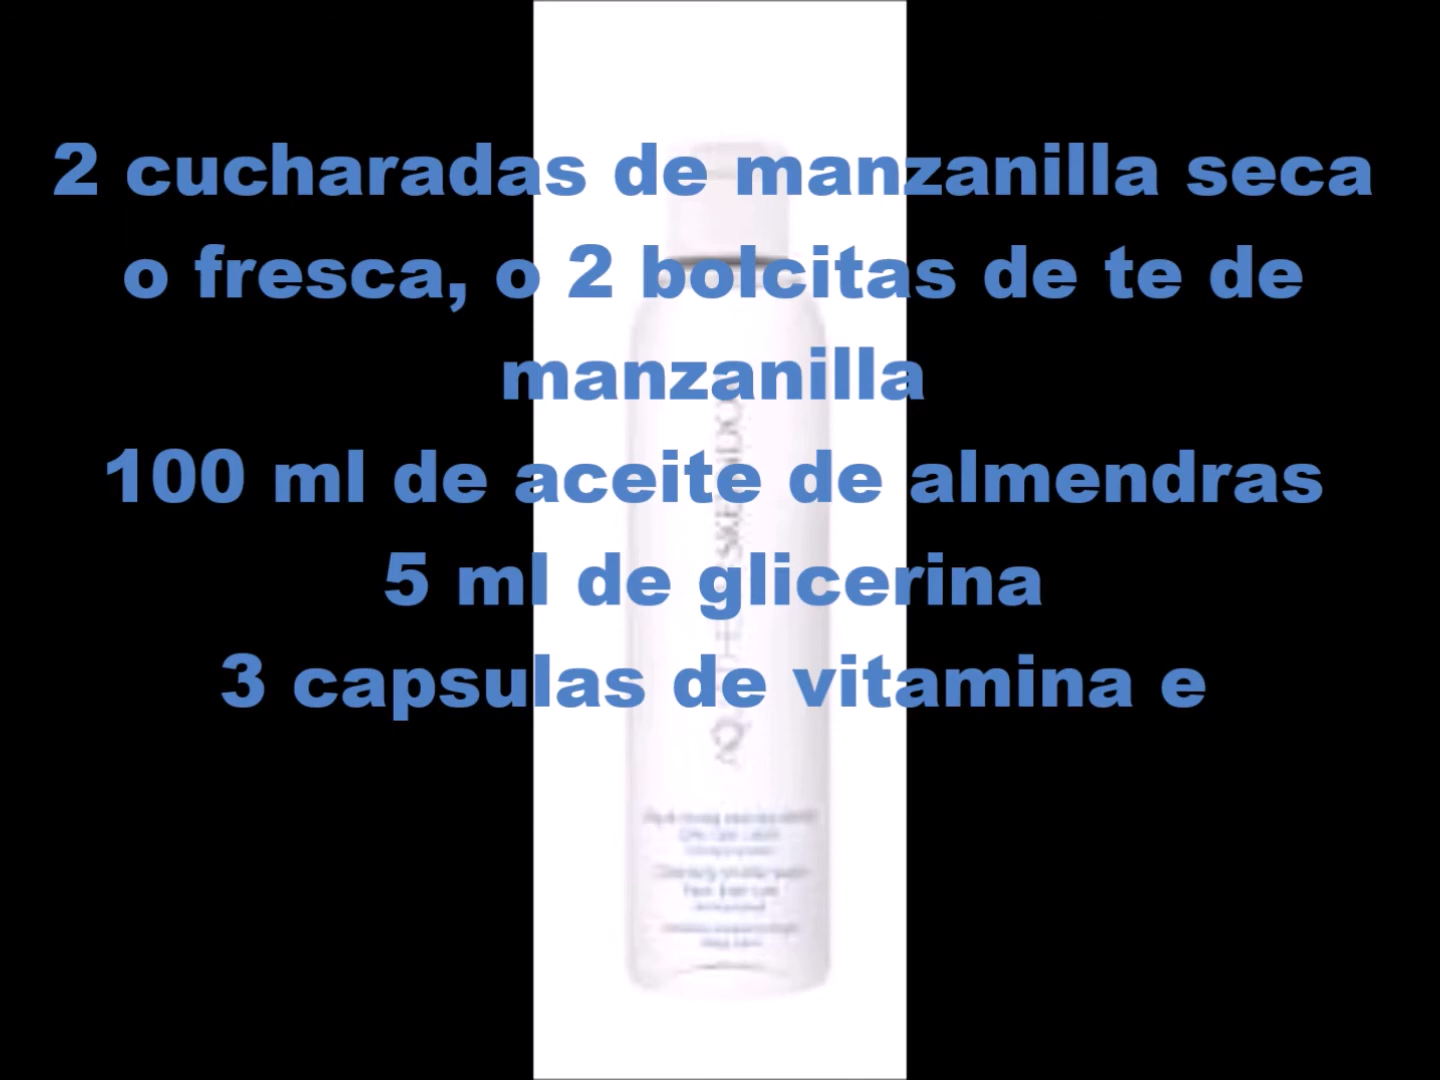 2 cucharadas de manzanilla seca
o fresca, o 2 bolcitas de te de
manzanilla
100 ml de aceite de almendras
5 ml de glicerina
3 capsulas de vitamina e